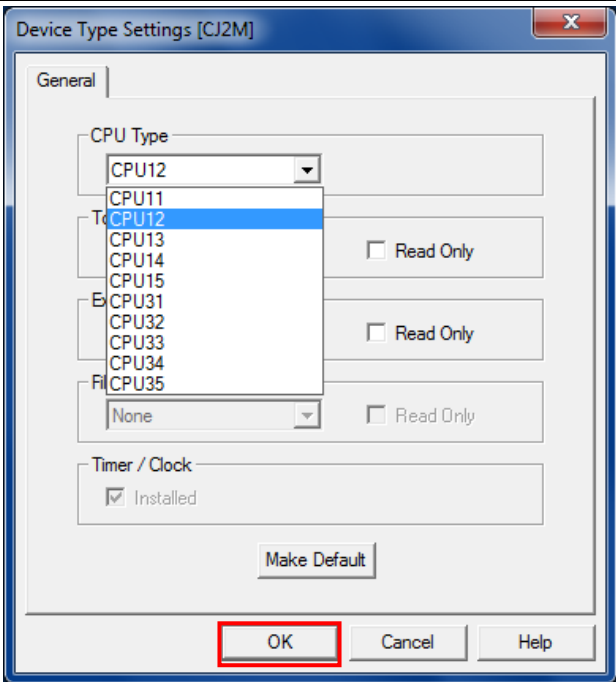 Device Type Settings [CJ2M]
General
CPU Type
CPU12
CPU11
CPU12
CPU13
CPU14
CPU15
CPU31
CPU32
CPU33
CPU34
CPU35
Read Only
Read Only
None
Read Only
Timer / Clock
Installed
Make Default
OK Cancel Help